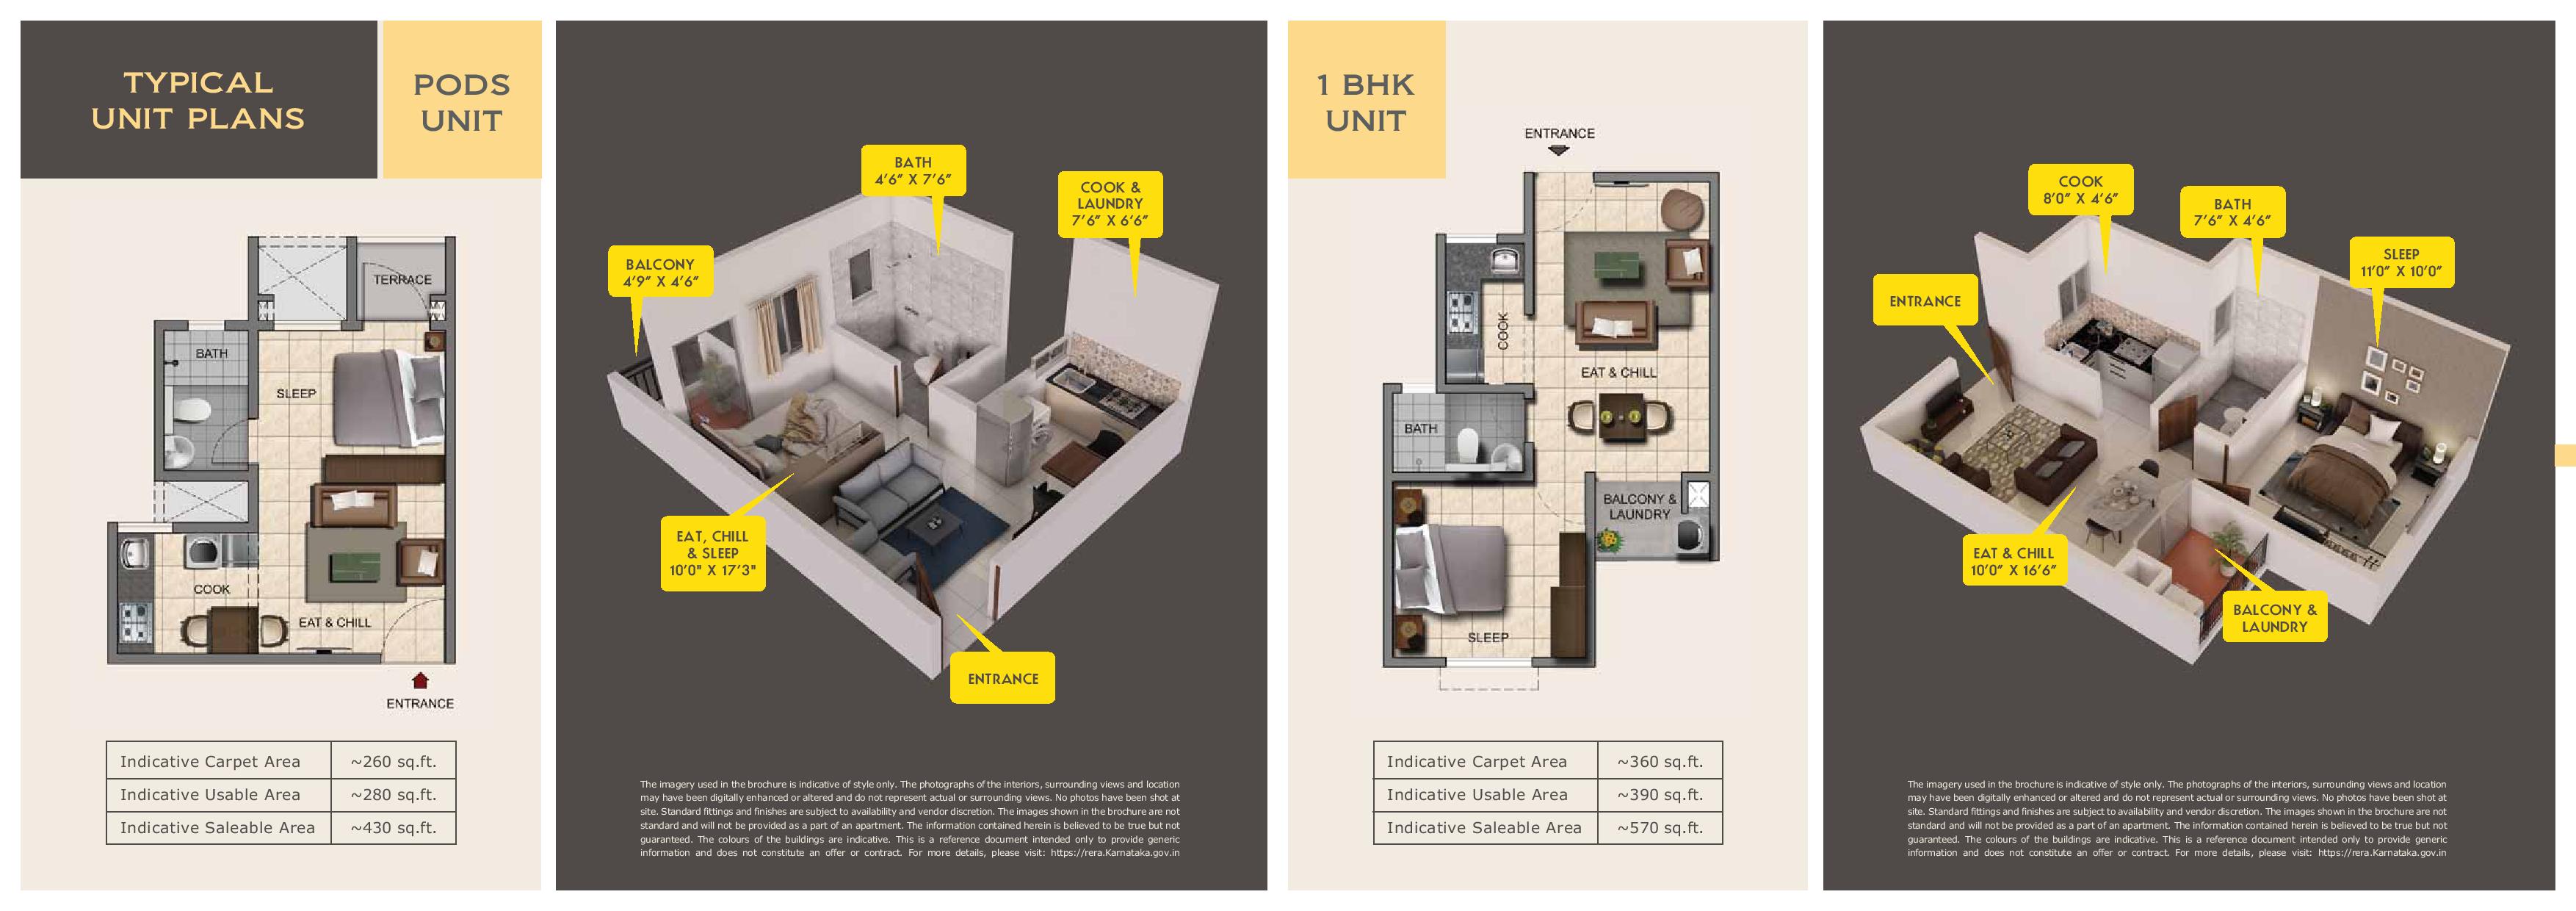 TYPICAL
UNIT PLANS
PODS
UNIT
TERRACE
BATH
SLEEP
COOK
EAT & CHILL
ENTRANCE
Indicative Carpet Area ~260 sq.ft.
Indicative Usable Area ~280 sq.ft.
Indicative Saleable Area ~430 sq.ft.
BATH
4'6" X 7'6"
COOK &
LAUNDRY
7'6" X 6'6"
BALCONY
4'9" X 4'6"
EAT, CHILL
& SLEEP
10'0" X 17'3"
ENTRANCE
The imagery used in the brochure is indicative of style only. The photographs of the interiors, surrounding views and location
may have been digitally enhanced or altered and do not represent actual or surrounding views. No photos have been shot at
site. Standard fittings and finishes are subject to availability and vendor discretion. The images shown in the brochure are not
standard and will not be provided as a part of an apartment. The information contained herein is believed to be true but not
guaranteed. The colours of the buildings are indicative. This is a reference document intended only to provide generic
information and does not constitute an offer or contract. For more details, please visit: https://rera.Karnataka.gov.in
1 BHK
UNIT
ENTRANCE
COOK
EAT & CHILL
BATH
BALCONY &
LAUNDRY
SLEEP
Indicative Carpet Area ~360 sq.ft.
Indicative Usable Area ~390 sq.ft.
Indicative Saleable Area ~570 sq.ft.
COOK
8'0" X 4'6"
BATH
7'6" X 4'6"
SLEEP
11'0" X 10'0"
ENTRANCE
EAT & CHILL
10'0" X 16'6"
BALCONY &
LAUNDRY
The imagery used in the brochure is indicative of style only. The photographs of the interiors, surrounding views and location
may have been digitally enhanced or altered and do not represent actual or surrounding views. No photos have been shot at
site. Standard fittings and finishes are subject to availability and vendor discretion. The images shown in the brochure are not
standard and will not be provided as a part of an apartment. The information contained herein is believed to be true but not
guaranteed. The colours of the buildings are indicative. This is a reference document intended only to provide generic
information and does not constitute an offer or contract. For more details, please visit: https://rera.Karnataka.gov.in